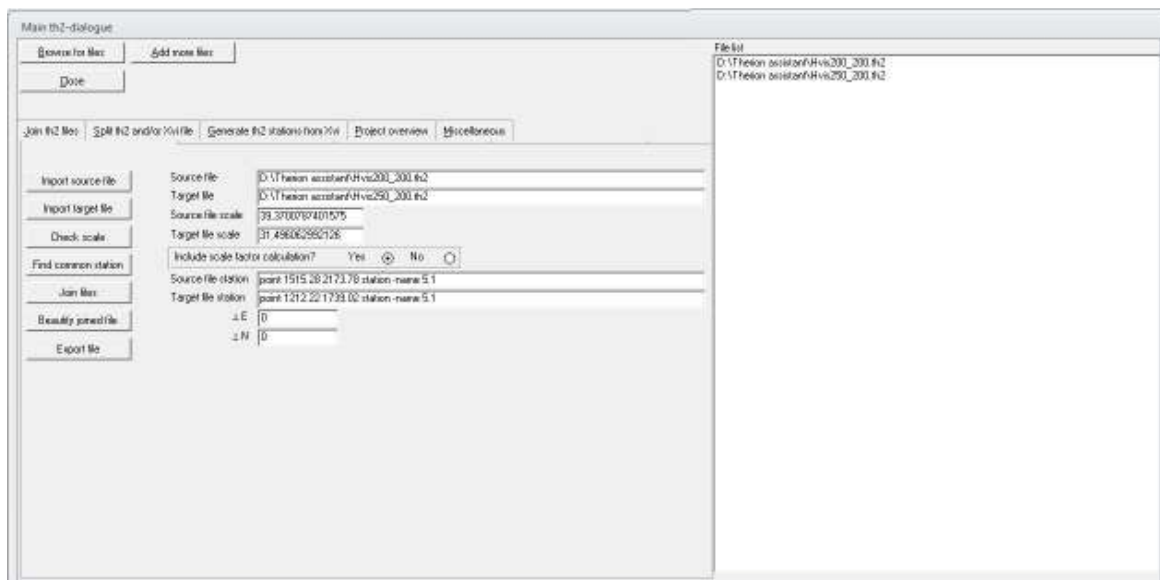 Main th2-dialogue
Browse for files
Add more files
Close
File list
D:\Therion assistant\Hvis200_200.th2
D:\Therion assistant\Hvis250_200.th2
Join th2 files
Split th2 and/or Xvi file
Generate th2 stations from Xvi
Project overview
Miscellaneous
Import source file
Source file
D:\Therion assistant\Hvis200_200.th2
Import target file
Target file
D:\Therion assistant\Hvis250_200.th2
Source file scale
39,3700787401575
Check scale
Target file scale
31,496062992126
Include scale factor calculation? Yes No
Find common station
Source file station
point 1515.28 2173.78 station -name 5.1
Join files
Target file station
point 1212.22 1739.02 station -name 5.1
Beautify joined file
E
0
N
0
Export file